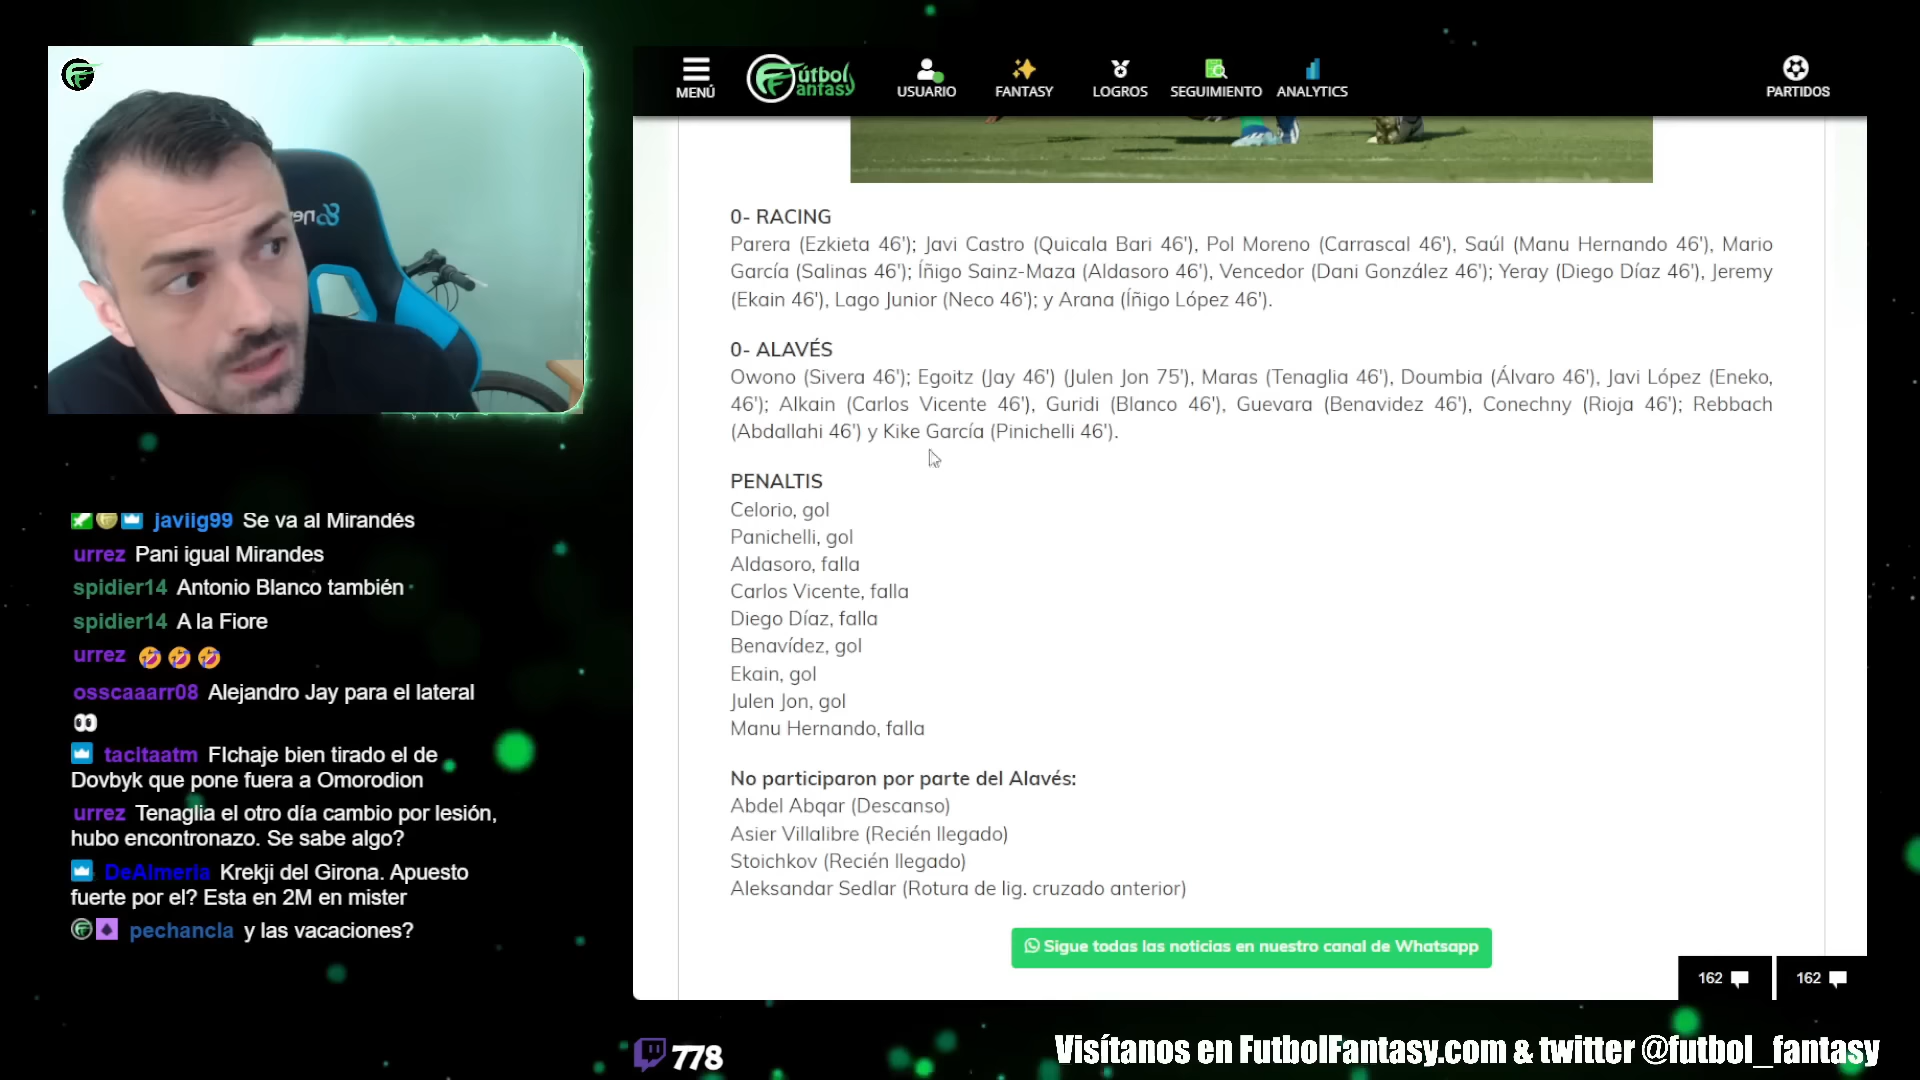 MENÚ
Fútbol Fantasy
USUARIO
FANTASY
LOGROS
SEGUIMIENTO
ANALYTICS
PARTIDOS
0- RACING
Parera (Ezkieta 46'); Javi Castro (Quicala Bari 46'), Pol Moreno (Carrascal 46'), Saúl (Manu Hernando 46'), Mario
García (Salinas 46'); Íñigo Sainz-Maza (Aldasoro 46'), Vencedor (Dani González 46'); Yeray (Diego Díaz 46'), Jeremy
(Ekain 46'), Lago Junior (Neco 46'); y Arana (Íñigo López 46').
0- ALAVÉS
Owono (Sivera 46'); Egoitz (Jay 46') (Julen Jon 75'), Maras (Tenaglia 46'), Doumbia (Álvaro 46'), Javi López (Eneko,
46'); Alkain (Carlos Vicente 46'), Guridi (Blanco 46'), Guevara (Benavidez 46'), Conechny (Rioja 46'); Rebbach
(Abdallahi 46') y Kike García (Pinichelli 46').
PENALTIS
Celorio, gol
Panichelli, gol
Aldasoro, falla
Carlos Vicente, falla
Diego Díaz, falla
Benavídez, gol
Ekain, gol
Julen Jon, gol
Manu Hernando, falla
No participaron por parte del Alavés:
Abdel Abqar (Descanso)
Asier Villalibre (Recién llegado)
Stoichkov (Recién llegado)
Aleksandar Sedlar (Rotura de lig. cruzado anterior)
Sigue todas las noticias en nuestro canal de Whatsapp
162
162
javiig99 Se va al Mirandés
urrez Pani igual Mirandes
spidier14 Antonio Blanco también
spidier14 A la Fiore
urrez 🤣 🤣 🤣
osscaaarr08 Alejandro Jay para el lateral
👀
tacitaatm FIchaje bien tirado el de
Dovbyk que pone fuera a Omorodion
urrez Tenaglia el otro día cambio por lesión,
hubo encontronazo. Se sabe algo?
DeAlmeria Krekji del Girona. Apuesto
fuerte por el? Esta en 2M en mister
pechancla y las vacaciones?
778
Visítanos en FutbolFantasy.com & twitter @futbol_fantasy